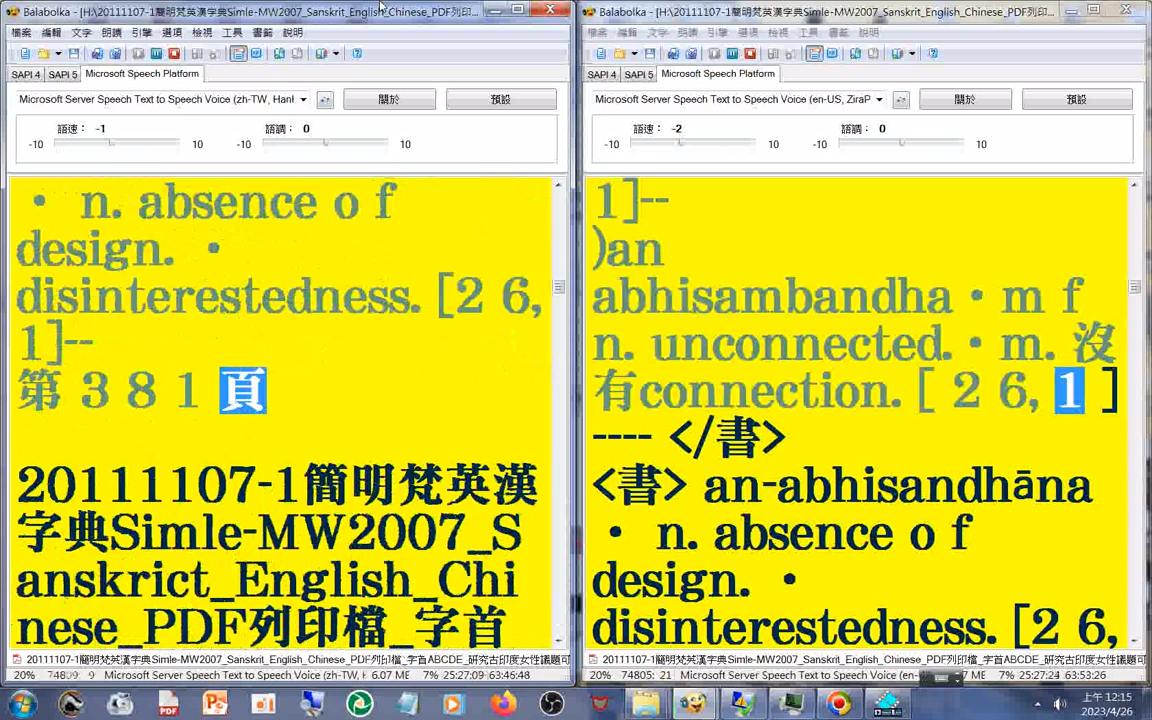 Balabolka - [H:\20111107-1簡明梵英漢字典Simle-MW2007_Sanskrit_English_Chinese_PDF列印...
檔案 編輯 文字 朗讀 引擎 選項 檢視 工具 書籤 說明
SAPI 4 SAPI 5 Microsoft Speech Platform
Microsoft Server Speech Text to Speech Voice (zh-TW, Hanl
關於 預設
語速： -1 語調： 0
-10 10 -10 10
• n. absence o f
design. •
disinterestedness. [2 6,
1]--
第 3 8 1 頁
20111107-1簡明梵英漢
字典Simle-MW2007_S
anskrict_English_Chi
nese_PDF列印檔_字首
20111107-1簡明梵英漢字典Simle-MW2007_Sanskrit_English_Chinese_PDF列印檔_字首ABCDE_研究古印度女性議題可
20% 9 Microsoft Server Speech Text to Speech Voice (zh-TW, H 6.07 ME 7% 25:27:09 63:46:48
Balabolka - [H:\20111107-1簡明梵英漢字典Simle-MW2007_Sanskrit_English_Chinese_PDF列印...
檔案 編輯 文字 朗讀 引擎 選項 檢視 工具 書籤 說明
SAPI 4 SAPI 5 Microsoft Speech Platform
Microsoft Server Speech Text to Speech Voice (en-US, ZiraP
關於 預設
語速： -2 語調： 0
-10 10 -10 10
1]--
)an
abhisambandha • m f
n. unconnected. • m. 沒
有connection. [ 2 6, 1 ]
---- </書>
<書> an-abhisandhāna
• n. absence o f
design. •
disinterestedness. [2 6,
20111107-1簡明梵英漢字典Simle-MW2007_Sanskrit_English_Chinese_PDF列印檔_字首ABCDE_研究古印度女性議題可
20% 74805: 21 Microsoft Server Speech Text to Speech Voice (en-US, Z ME 7% 25:27:24 63:53:26
上午 12:15
2023/4/26